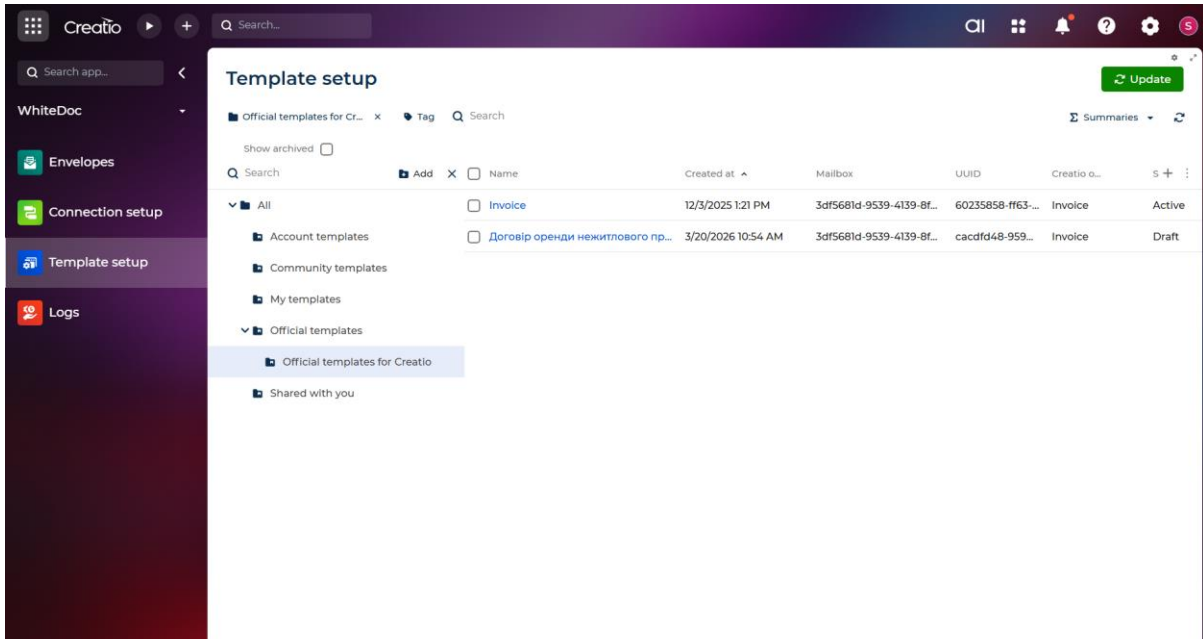 Creatio
Search...
Search app...
WhiteDoc
Envelopes
Connection setup
Template setup
Logs
Template setup
Update
Official templates for Cr... × Tag Search
Σ Summaries
Show archived
Search Add ×
All
Account templates
Community templates
My templates
Official templates
Official templates for Creatio
Shared with you
Name Created at Mailbox UUID Creatio o... S
Invoice 12/3/2025 1:21 PM 3df5681d-9539-4139-8f... 60235858-ff63-... Invoice Active
Договір оренди нежитлового пр... 3/20/2026 10:54 AM 3df5681d-9539-4139-8f... cacdfd48-959... Invoice Draft
S